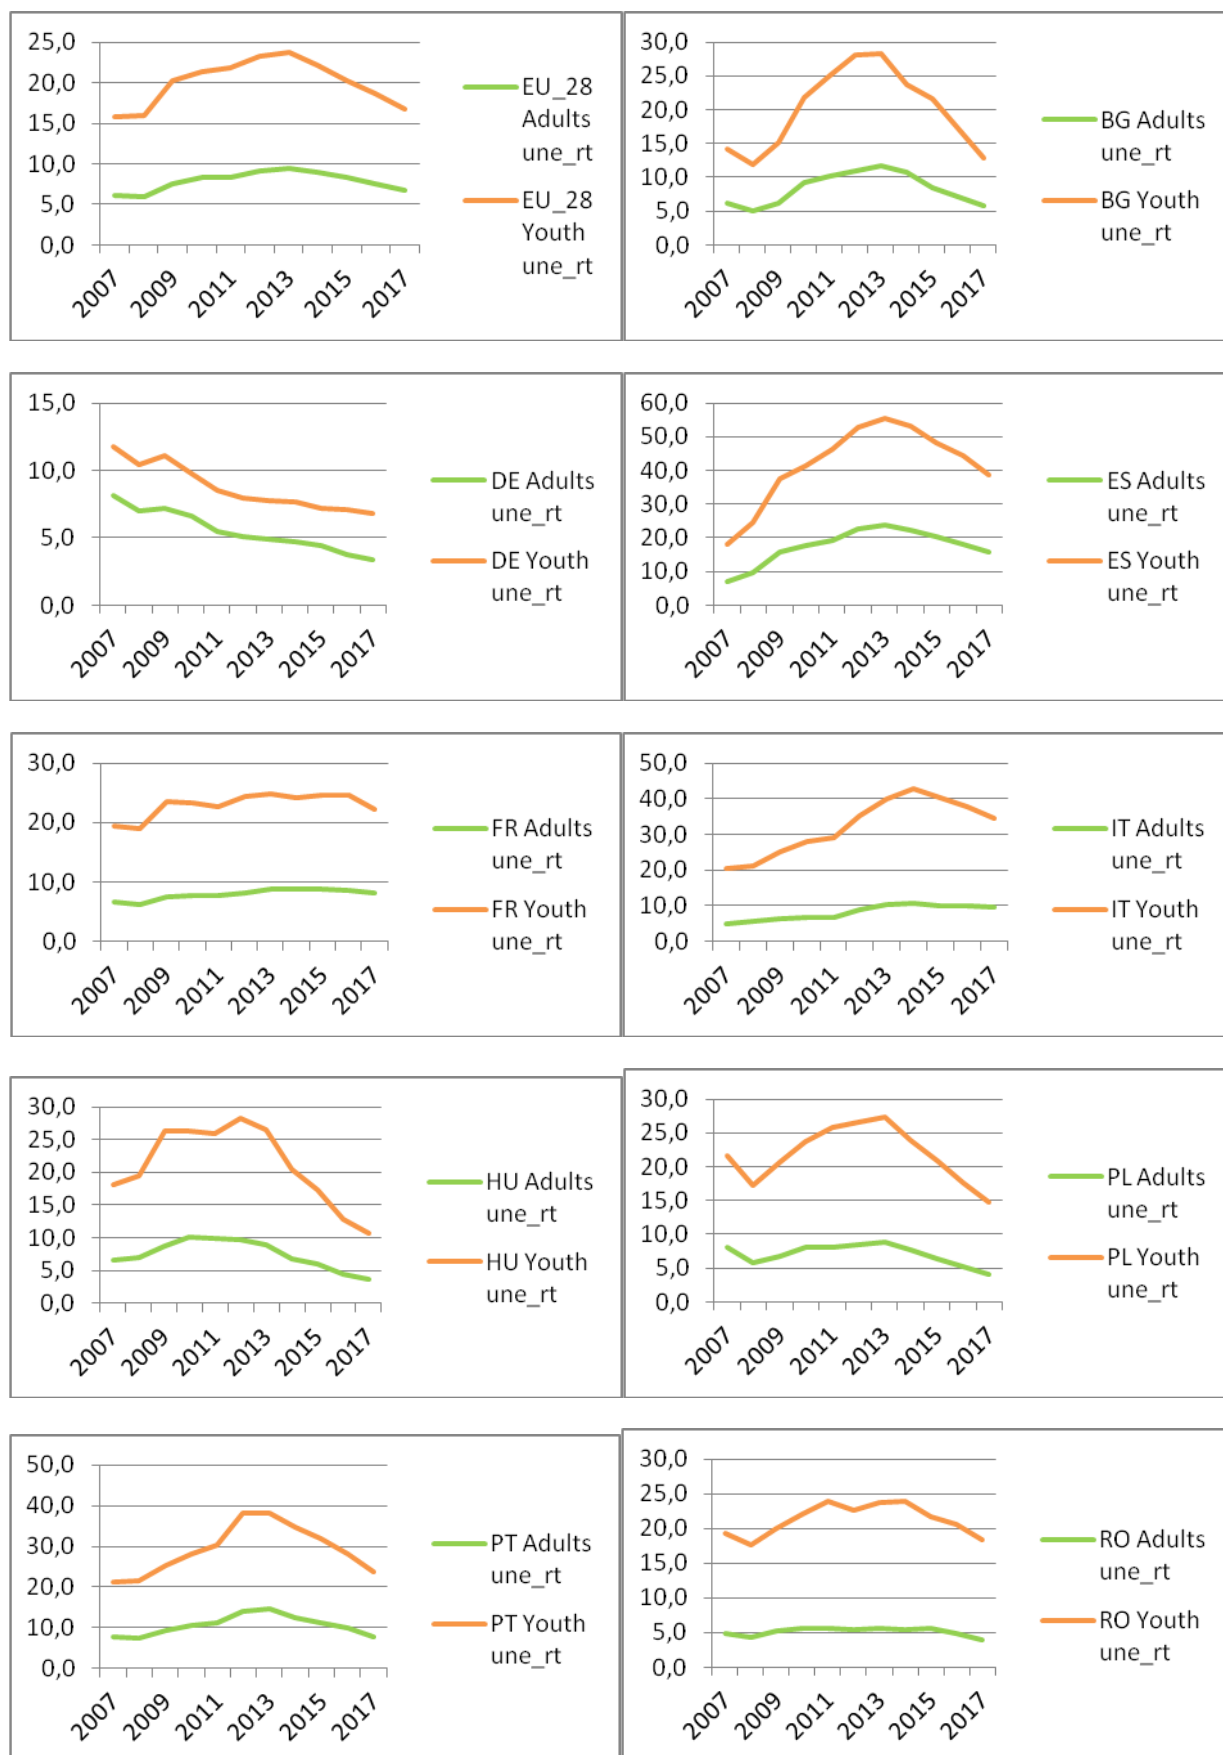 25,0
20,0
15,0
10,0
5,0
0,0
2007
2009
2011
2013
2015
2017
EU_28
Adults
une_rt
EU_28
Youth
une_rt
30,0
25,0
20,0
15,0
10,0
5,0
0,0
2007
2009
2011
2013
2015
2017
BG Adults
une_rt
BG Youth
une_rt
15,0
10,0
5,0
0,0
2007
2009
2011
2013
2015
2017
DE Adults
une_rt
DE Youth
une_rt
60,0
50,0
40,0
30,0
20,0
10,0
0,0
2007
2009
2011
2013
2015
2017
ES Adults
une_rt
ES Youth
une_rt
30,0
20,0
10,0
0,0
2007
2009
2011
2013
2015
2017
FR Adults
une_rt
FR Youth
une_rt
50,0
40,0
30,0
20,0
10,0
0,0
2007
2009
2011
2013
2015
2017
IT Adults
une_rt
IT Youth
une_rt
30,0
25,0
20,0
15,0
10,0
5,0
0,0
2007
2009
2011
2013
2015
2017
HU Adults
une_rt
HU Youth
une_rt
30,0
25,0
20,0
15,0
10,0
5,0
0,0
2007
2009
2011
2013
2015
2017
PL Adults
une_rt
PL Youth
une_rt
50,0
40,0
30,0
20,0
10,0
0,0
2007
2009
2011
2013
2015
2017
PT Adults
une_rt
PT Youth
une_rt
30,0
25,0
20,0
15,0
10,0
5,0
0,0
2007
2009
2011
2013
2015
2017
RO Adults
une_rt
RO Youth
une_rt